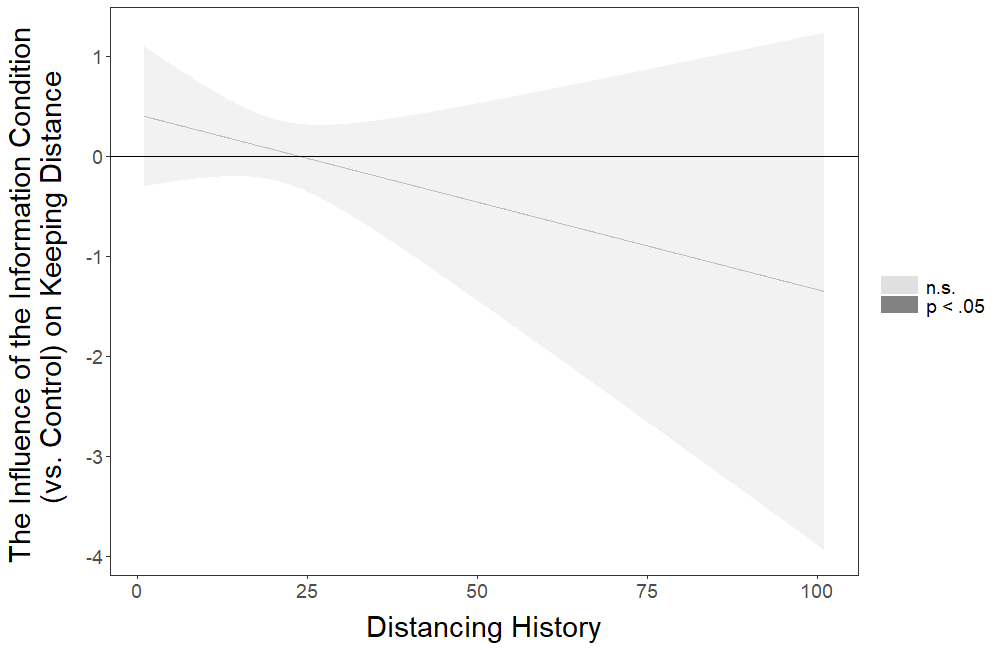 The Influence of the Information Condition
(vs. Control) on Keeping Distance
1
0
-1
-2
-3
-4
0 25 50 75 100
Distancing History
n.s.
p < .05